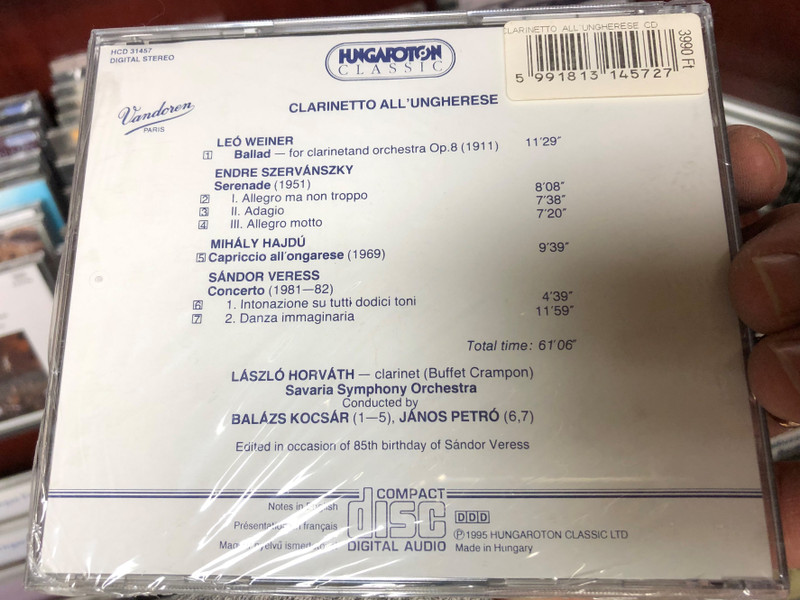 HCD 31457
DIGITAL STEREO
HUNGAROTON
CLASSIC
CLARINETTO ALL'UNGHERESE CD
5 991813 145727
3990 Ft
Vandoren
PARIS
CLARINETTO ALL'UNGHERESE
LEÓ WEINER
1 Ballad — for clarinetand orchestra Op.8 (1911) 11'29"
ENDRE SZERVÁNSZKY
Serenade (1951) 8'08"
2 I. Allegro ma non troppo 7'38"
3 II. Adagio 7'20"
4 III. Allegro motto
MIHÁLY HAJDÚ
5 Capriccio all'ongarese (1969) 9'39"
SÁNDOR VERESS
Concerto (1981—82)
6 1. Intonazione su tutti dodici toni 4'39"
7 2. Danza immaginaria 11'59"
Total time: 61'06"
LÁSZLÓ HORVÁTH — clarinet (Buffet Crampon)
Savaria Symphony Orchestra
Conducted by
BALÁZS KOCSÁR (1—5), JÁNOS PETRÓ (6,7)
Edited in occasion of 85th birthday of Sándor Veress
Notes in English
Présentation en français
Magyar nyelvű
COMPACT
disc
DIGITAL AUDIO
DDD
℗1995 HUNGAROTON CLASSIC LTD
Made in Hungary